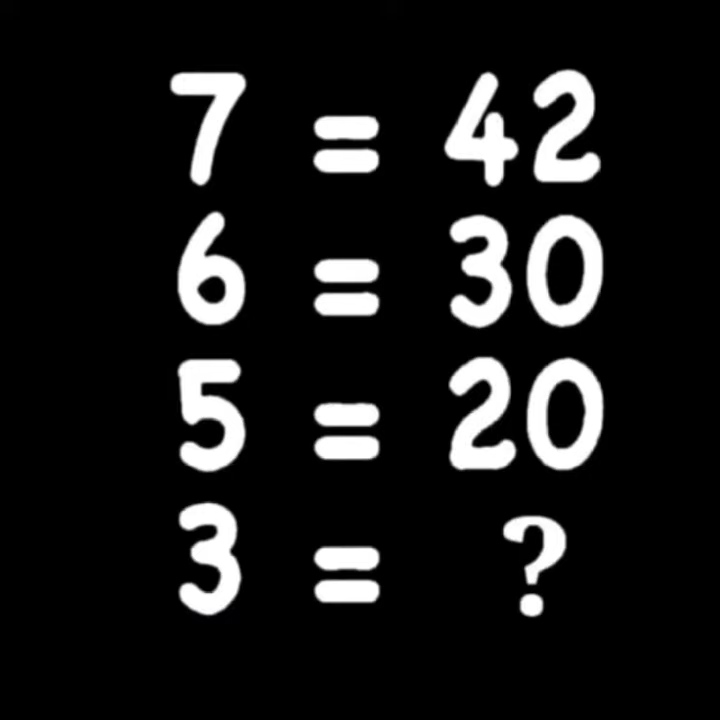 7 = 42
6 = 30
5 = 20
3 = ?